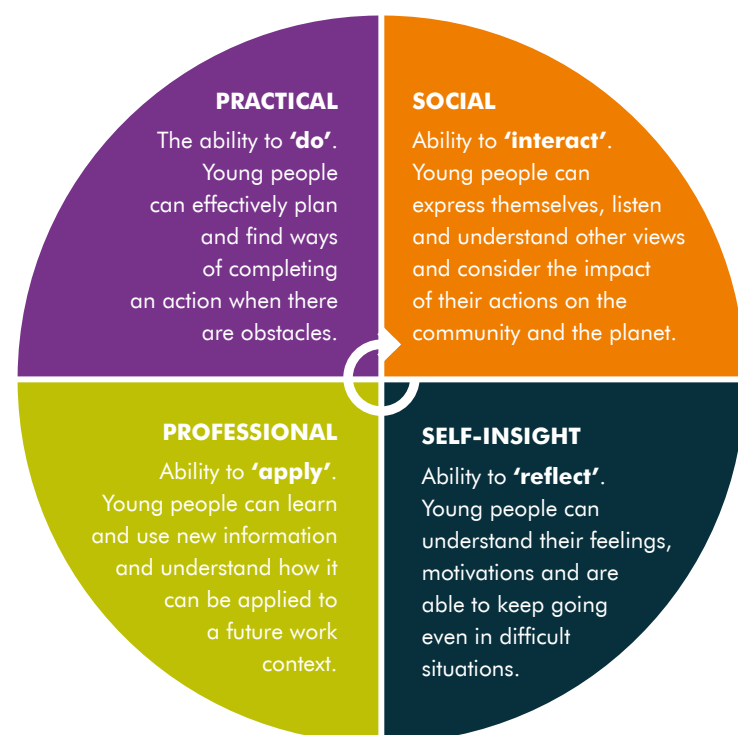 PRACTICAL
The ability to ‘do’.
Young people
can effectively plan
and find ways
of completing
an action when there
are obstacles.
SOCIAL
Ability to ‘interact’.
Young people can
express themselves, listen
and understand other views
and consider the impact
of their actions on the
community and the planet.
PROFESSIONAL
Ability to ‘apply’.
Young people can learn
and use new information
and understand how it
can be applied to
a future work
context.
SELF-INSIGHT
Ability to ‘reflect’.
Young people can
understand their feelings,
motivations and are
able to keep going
even in difficult
situations.